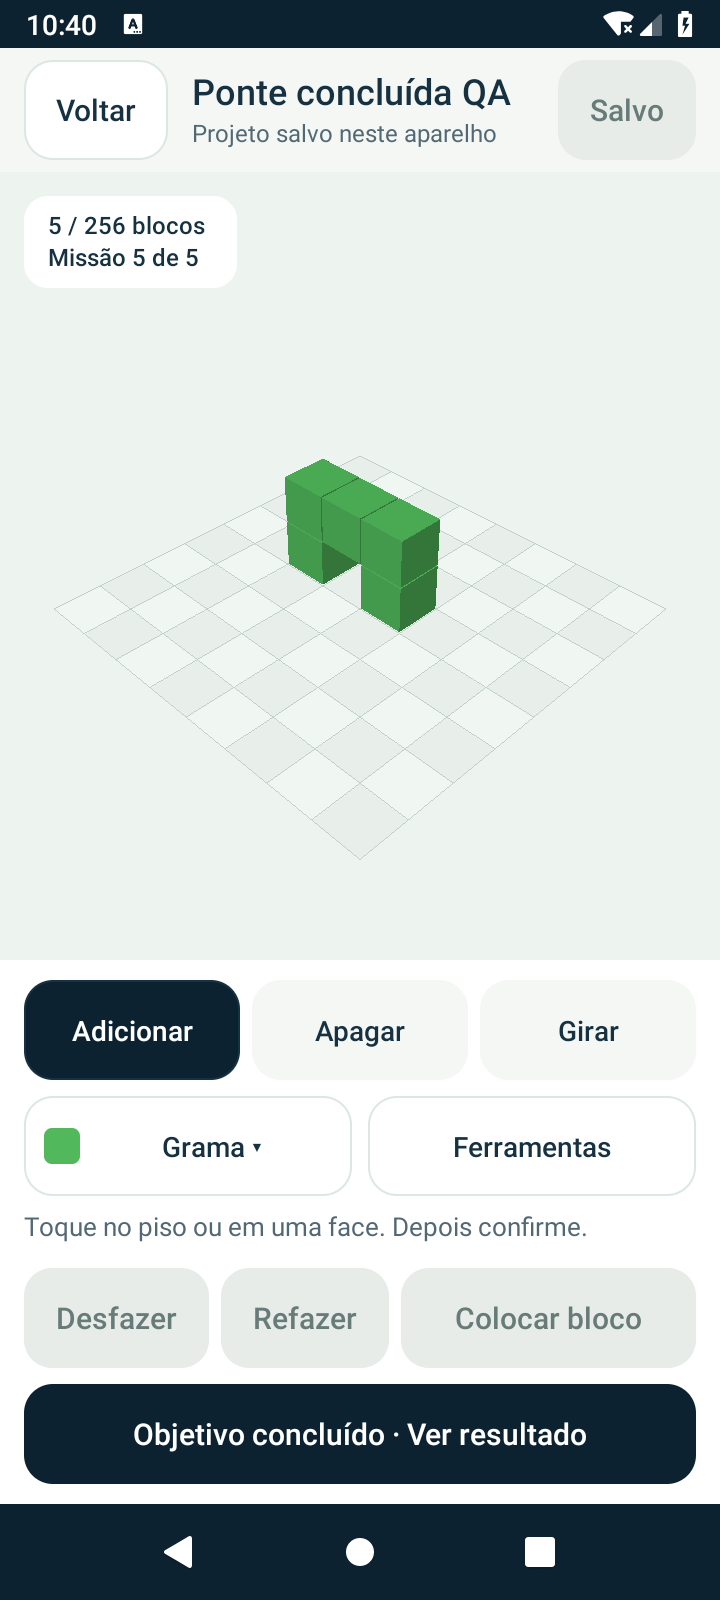 10:40
Voltar
Ponte concluída QA
Projeto salvo neste aparelho
Salvo
5 / 256 blocos
Missão 5 de 5
Adicionar
Apagar
Girar
Grama ▾
Ferramentas
Toque no piso ou em uma face. Depois confirme.
Desfazer
Refazer
Colocar bloco
Objetivo concluído · Ver resultado